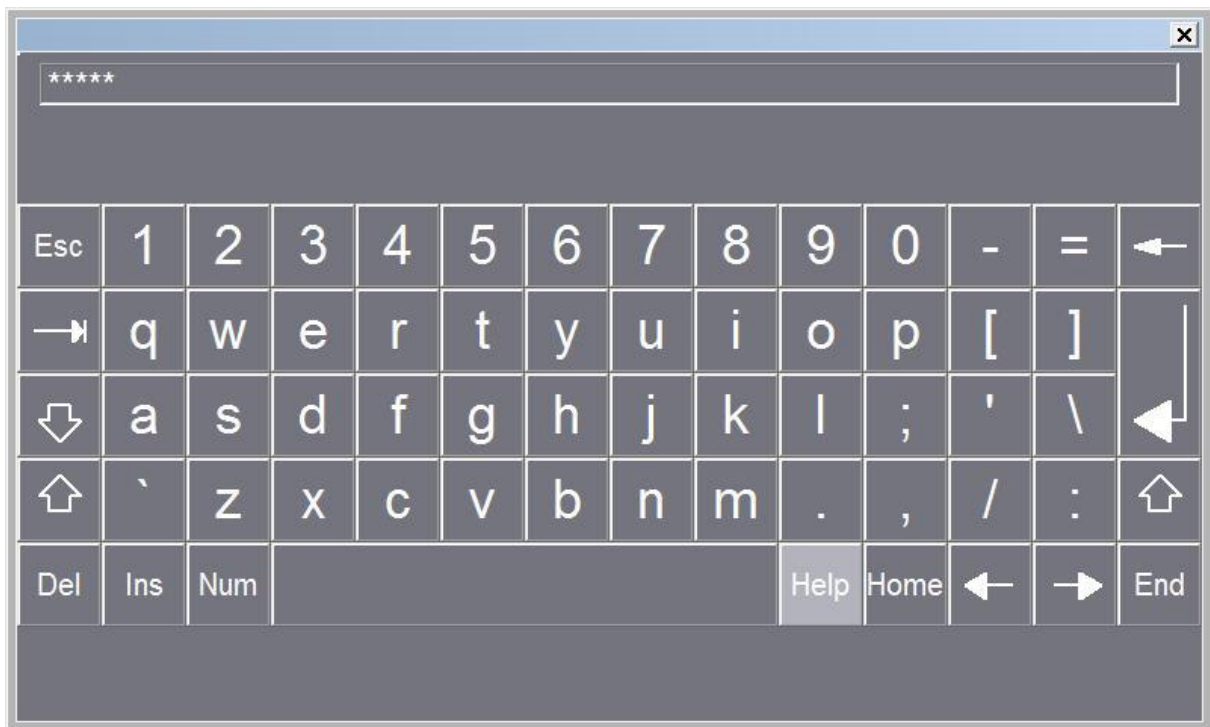 *****
Esc 1 2 3 4 5 6 7 8 9 0 - =
q w e r t y u i o p [ ]
a s d f g h j k l ; ' \
` z x c v b n m . , / :
Del Ins Num Help Home End